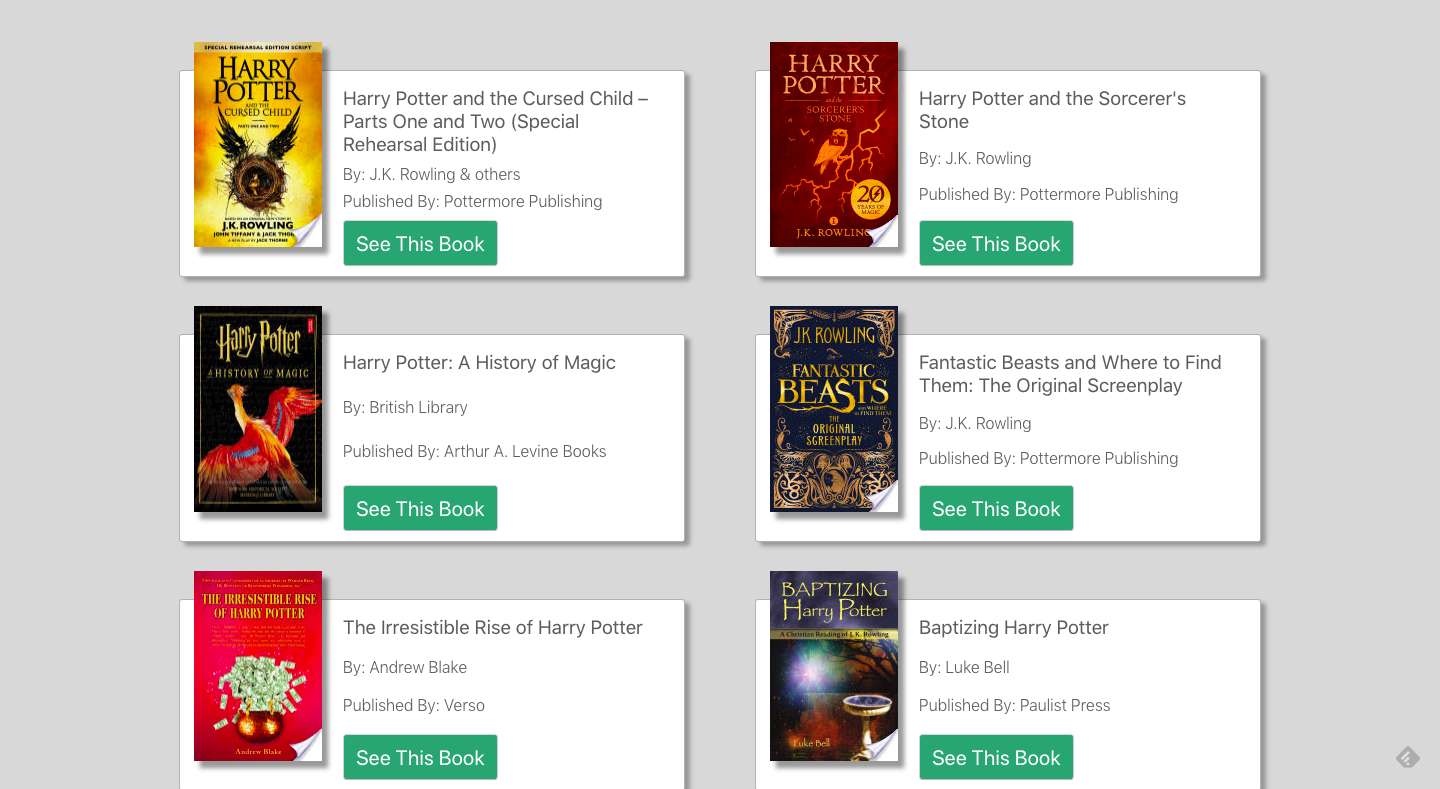 SPECIAL REHEARSAL EDITION SCRIPT
HARRY
POTTER
AND THE
CURSED CHILD
PARTS ONE AND TWO
BASED ON AN ORIGINAL NEW STORY BY
J.K.ROWLING
JOHN TIFFANY & JACK
A NEW PLAY BY JACK THORNE
Harry Potter and the Cursed Child –
Parts One and Two (Special
Rehearsal Edition)
By: J.K. Rowling & others
Published By: Pottermore Publishing
See This Book
HARRY
POTTER
and the
SORCERER'S
STONE
20
YEARS OF
MAGIC
1
J.K. ROWLING
Harry Potter and the Sorcerer's
Stone
By: J.K. Rowling
Published By: Pottermore Publishing
See This Book
Harry Potter
A HISTORY OF MAGIC
Harry Potter: A History of Magic
By: British Library
Published By: Arthur A. Levine Books
See This Book
J.K. ROWLING
FANTASTIC
BEASTS
AND WHERE
TO FIND THEM
THE
ORIGINAL
SCREENPLAY
Fantastic Beasts and Where to Find
Them: The Original Screenplay
By: J.K. Rowling
Published By: Pottermore Publishing
See This Book
THE IRRESISTIBLE RISE
OF HARRY POTTER
Andrew Blake
The Irresistible Rise of Harry Potter
By: Andrew Blake
Published By: Verso
See This Book
BAPTIZING
Harry Potter
A Christian Reading of J.K. Rowling
Luke Bell
Baptizing Harry Potter
By: Luke Bell
Published By: Paulist Press
See This Book